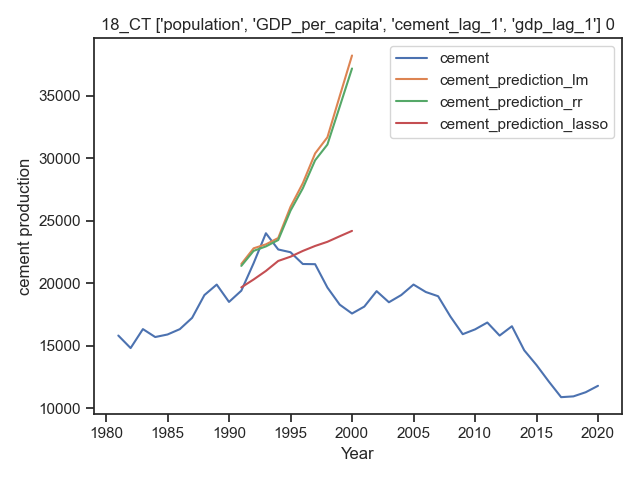 18_CT ['population', 'GDP_per_capita', 'cement_lag_1', 'gdp_lag_1'] 0
cement
cement_prediction_lm
cement_prediction_rr
cement_prediction_lasso
cement production
35000
30000
25000
20000
15000
10000
1980 1985 1990 1995 2000 2005 2010 2015 2020
Year